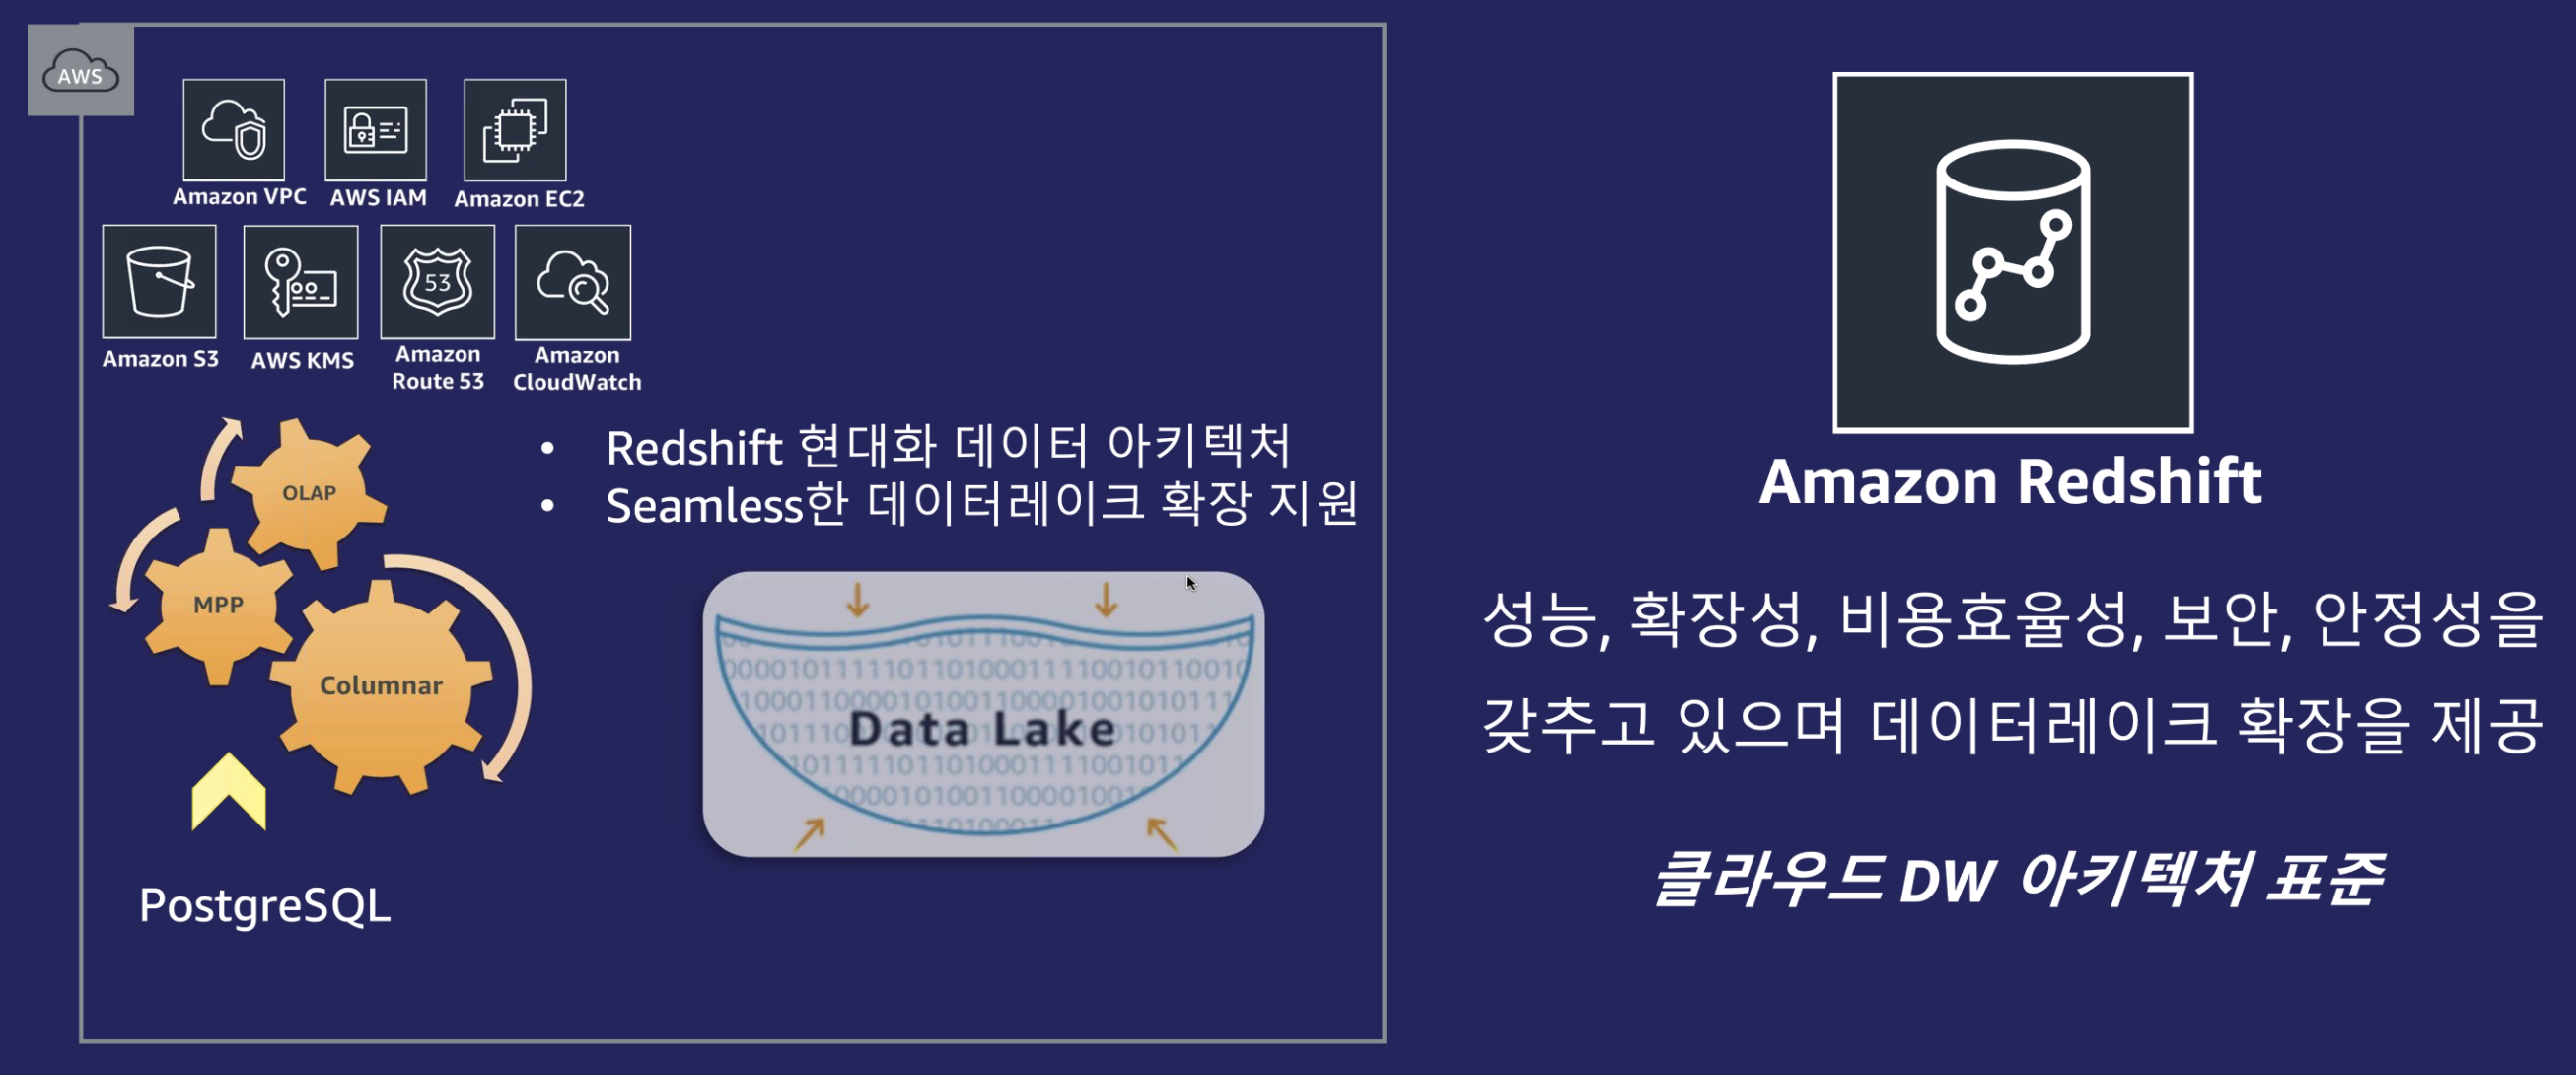 AWS
Amazon VPC
AWS IAM
Amazon EC2
Amazon S3
AWS KMS
53
Amazon
Route 53
Amazon
CloudWatch
OLAP
MPP
Columnar
PostgreSQL
• Redshift 현대화 데이터 아키텍처
• Seamless한 데이터레이크 확장 지원
Data Lake
Amazon Redshift
성능, 확장성, 비용효율성, 보안, 안정성을
갖추고 있으며 데이터레이크 확장을 제공
클라우드 DW 아키텍처 표준